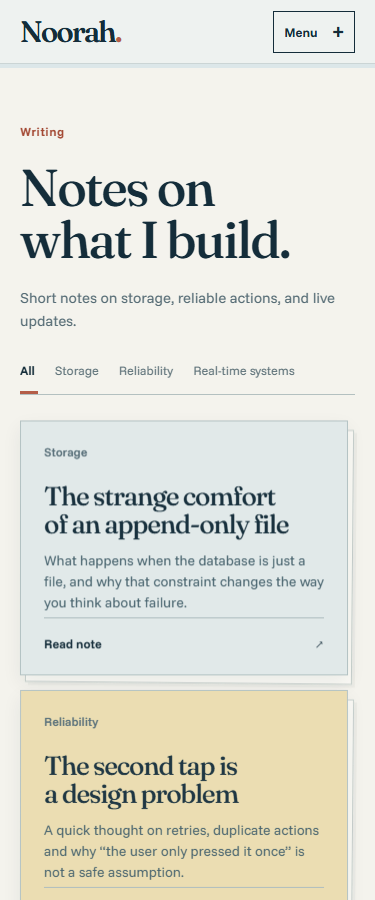 Noorah.
Menu +
Writing
Notes on
what I build.
Short notes on storage, reliable actions, and live
updates.
All Storage Reliability Real-time systems
Storage
The strange comfort
of an append-only file
What happens when the database is just a
file, and why that constraint changes the way
you think about failure.
Read note ↗
Reliability
The second tap is
a design problem
A quick thought on retries, duplicate actions
and why “the user only pressed it once” is
not a safe assumption.